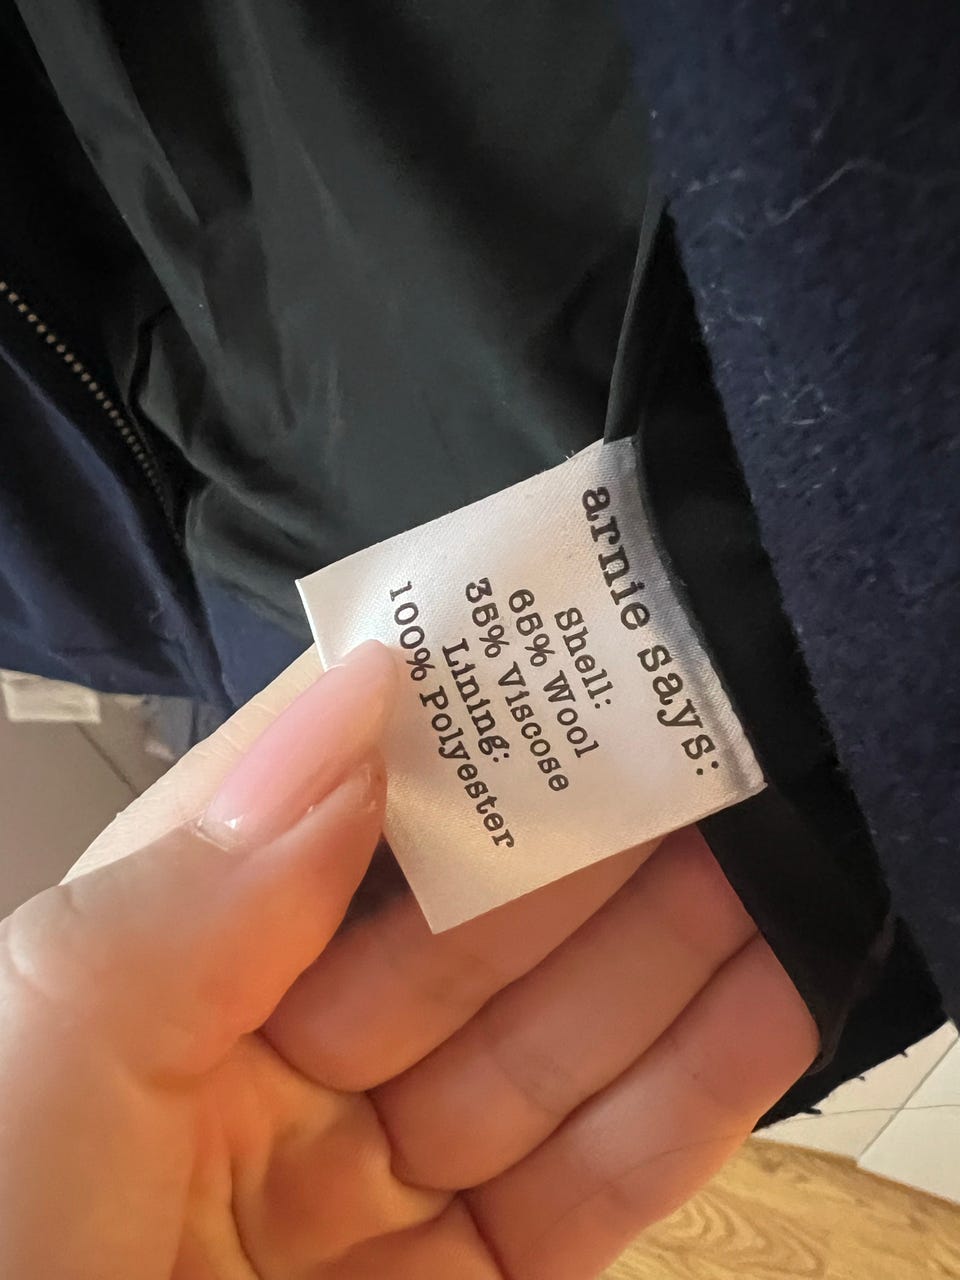 arnie says:
Shell:
65% Wool
35% Viscose
Lining:
100% Polyester